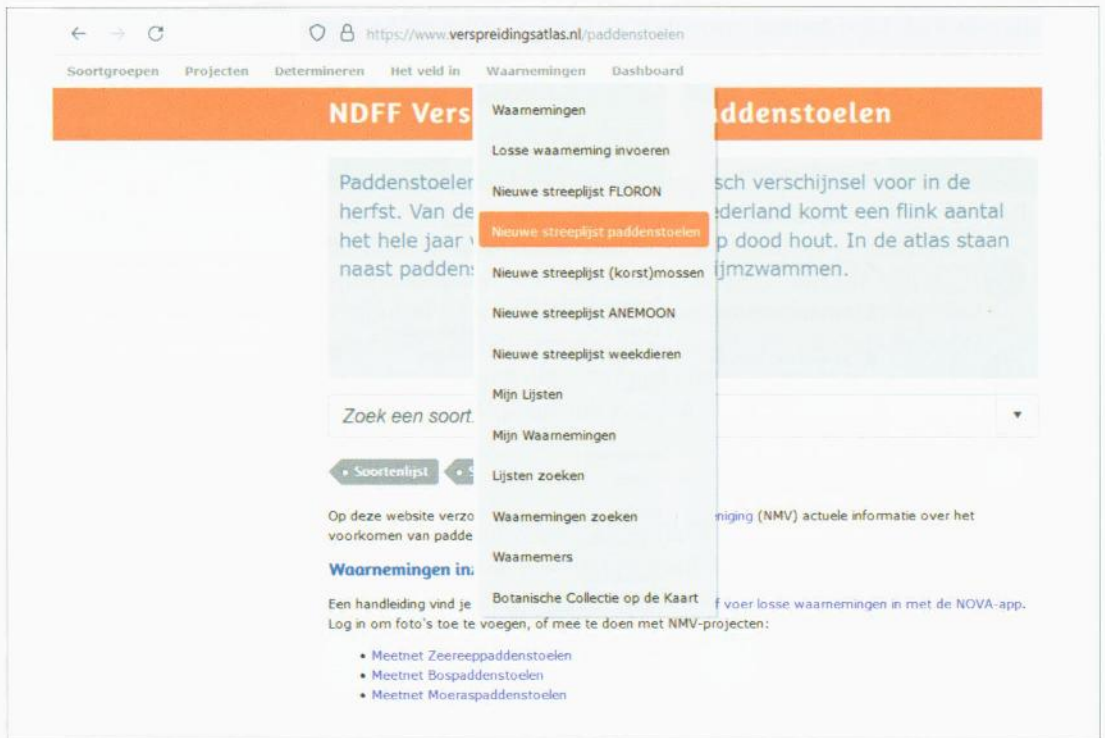 https://www.verspreidingsatlas.nl/paddenstoelen
Soortgroepen Projecten Determineren Het veld in Waarnemingen Dashboard
NDFF Vers ddenstoelen
Waarnemingen
Losse waarneming invoeren
Nieuwe streeplijst FLORON
Nieuwe streeplijst paddenstoelen
Nieuwe streeplijst (korst)mossen
Nieuwe streeplijst ANEMOON
Nieuwe streeplijst weekdieren
Mijn Lijsten
Mijn Waarnemingen
Lijsten zoeken
Waarnemingen zoeken
Waarnemers
Botanische Collectie op de Kaart
Paddenstoelen sch verschijnsel voor in de
herfst. Van de ederland komt een flink aantal
het hele jaar p dood hout. In de atlas staan
naast paddens ijmzwammen.
Zoek een soort.
• Soortenlijst • S
Op deze website verzo eniging (NMV) actuele informatie over het
voorkomen van padde
Waarnemingen in
Een handleiding vind je f voer losse waarnemingen in met de NOVA-app.
Log in om foto's toe te voegen, of mee te doen met NMV-projecten:
• Meetnet Zeereeppaddenstoelen
• Meetnet Bospaddenstoelen
• Meetnet Moeraspaddenstoelen